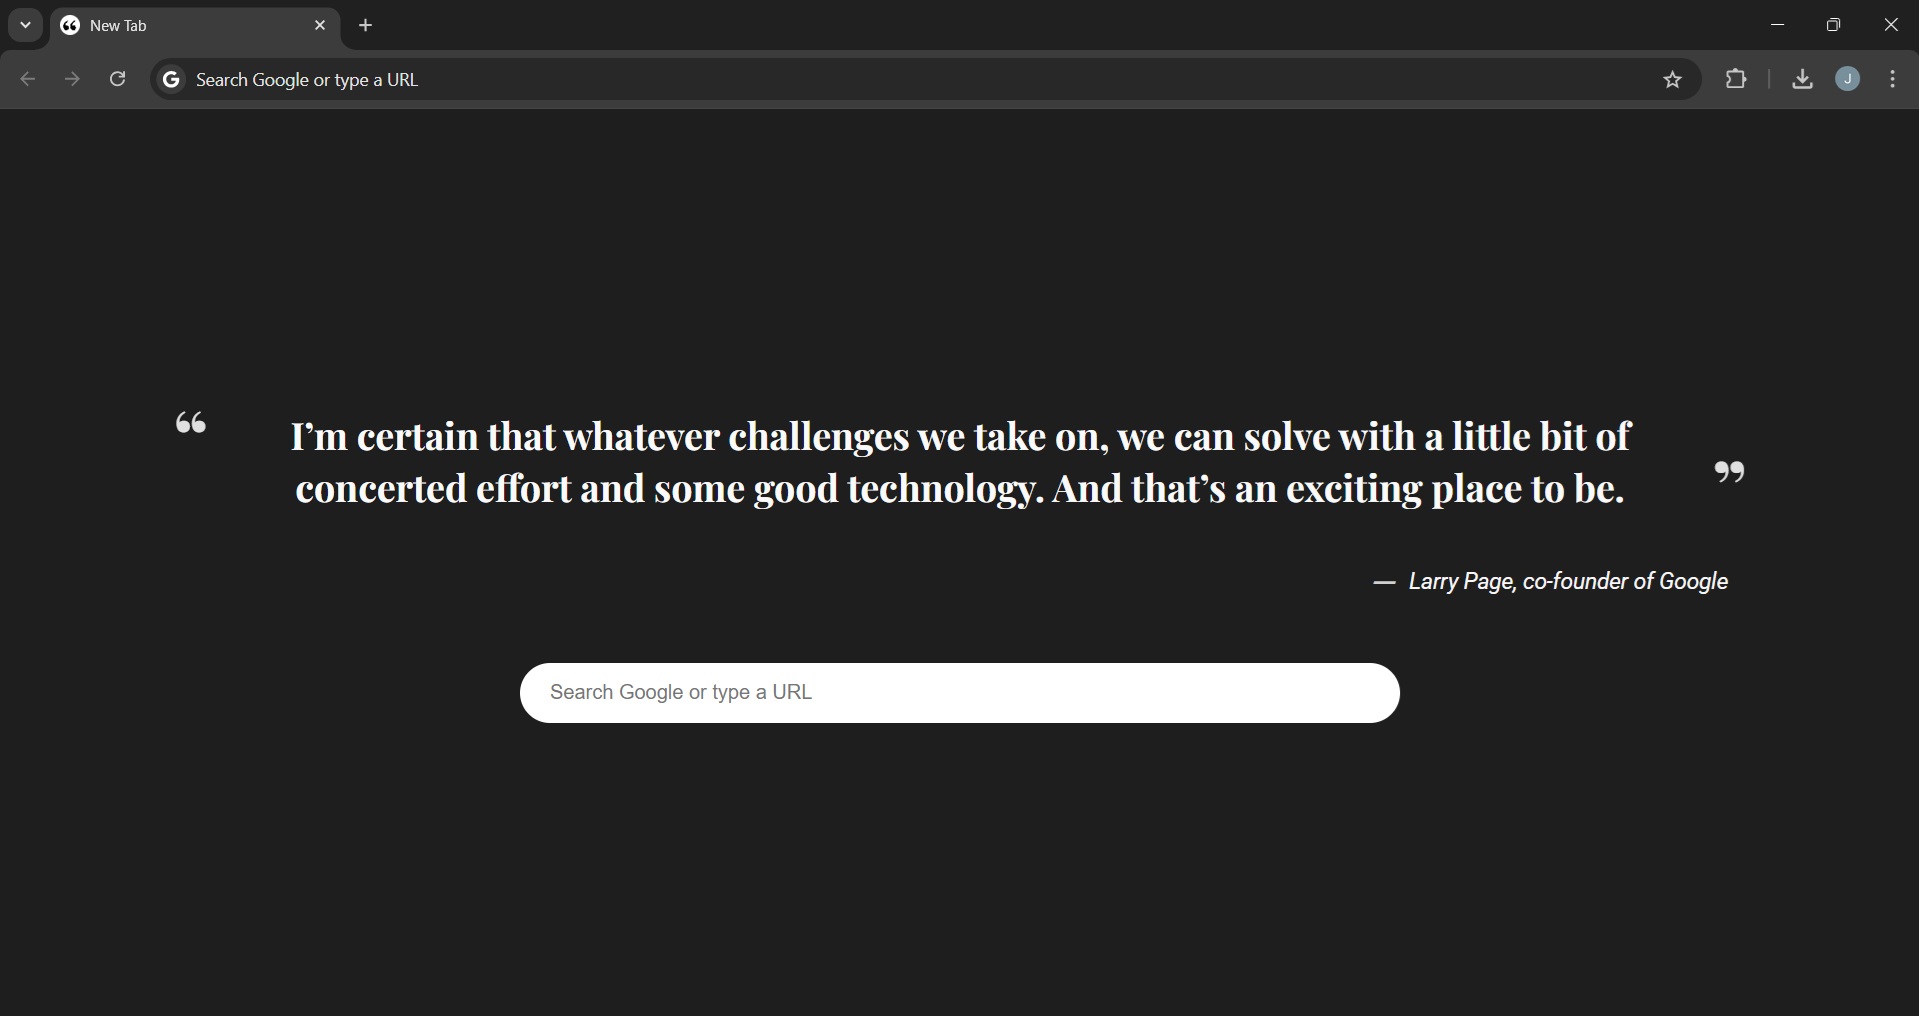 New Tab
Search Google or type a URL
J
“
I’m certain that whatever challenges we take on, we can solve with a little bit of
concerted effort and some good technology. And that’s an exciting place to be.
”
— Larry Page, co-founder of Google
Search Google or type a URL